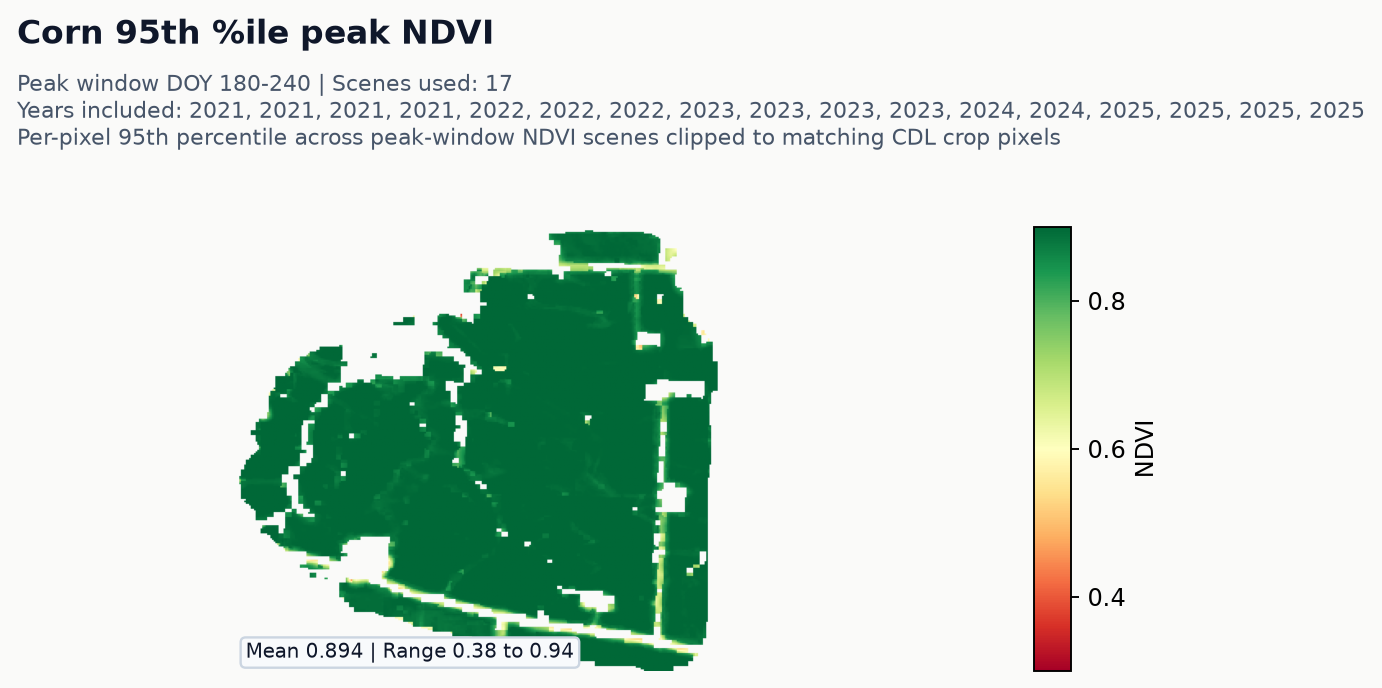 Corn 95th %ile peak NDVI
Peak window DOY 180-240 | Scenes used: 17
Years included: 2021, 2021, 2021, 2021, 2022, 2022, 2022, 2023, 2023, 2023, 2023, 2024, 2024, 2025, 2025, 2025, 2025
Per-pixel 95th percentile across peak-window NDVI scenes clipped to matching CDL crop pixels
0.8
0.6
0.4
NDVI
Mean 0.894 | Range 0.38 to 0.94